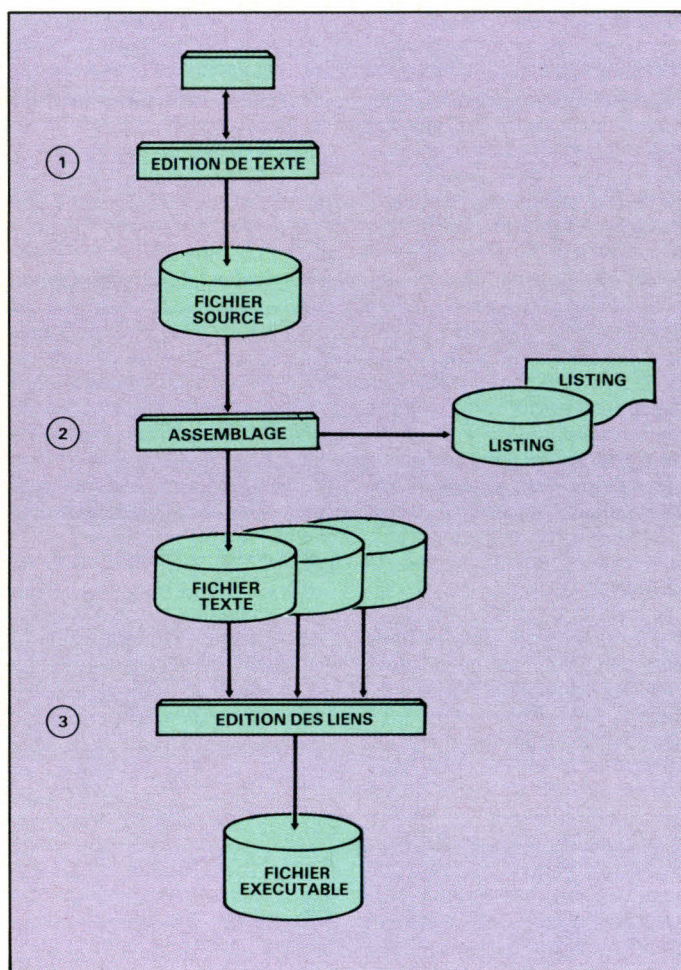 1
EDITION DE TEXTE
FICHIER
SOURCE
2
ASSEMBLAGE
LISTING
LISTING
FICHIER
TEXTE
3
EDITION DES LIENS
FICHIER
EXECUTABLE